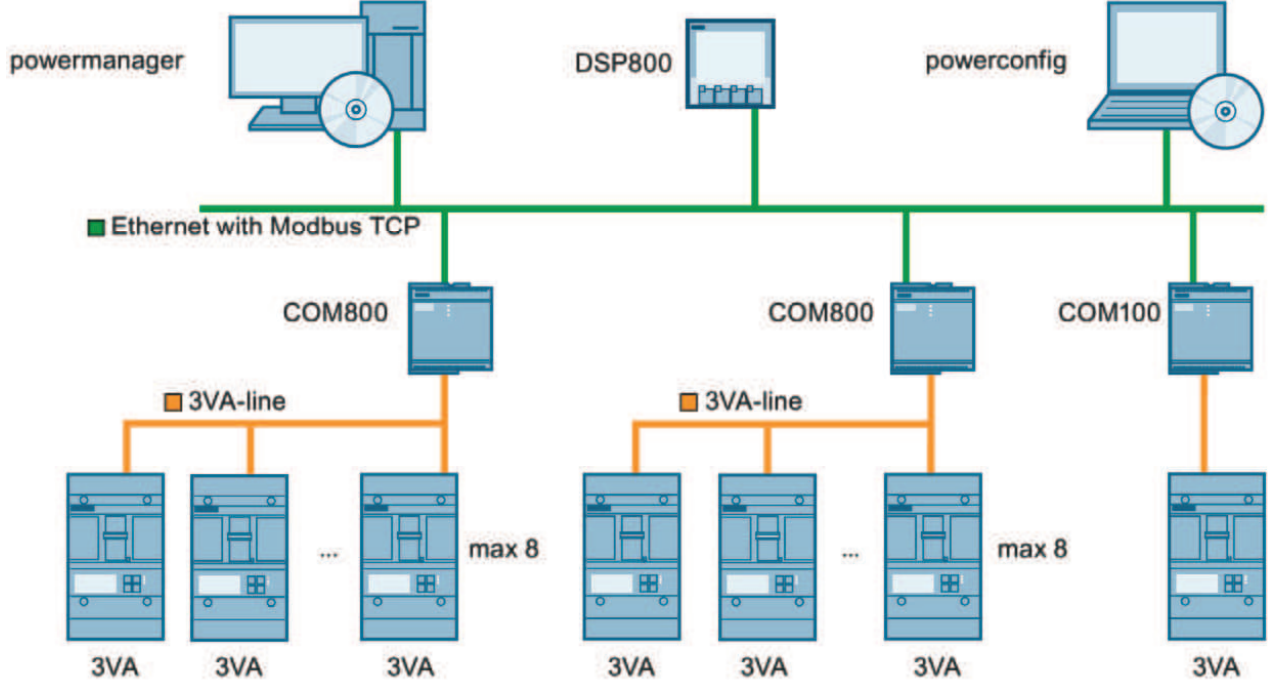 powermanager
DSP800
powerconfig
Ethernet with Modbus TCP
COM800
COM800
COM100
3VA-line
3VA-line
...
max 8
...
max 8
3VA
3VA
3VA
3VA
3VA
3VA
3VA